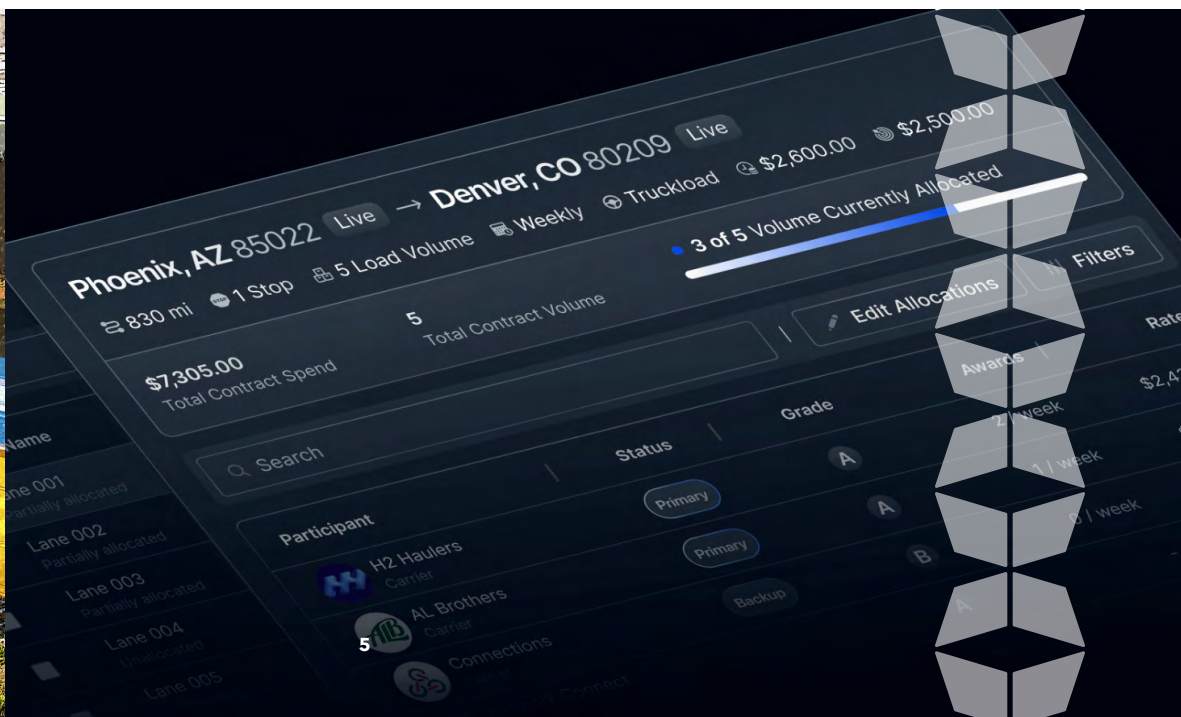 Phoenix, AZ 85022 Live → Denver, CO 80209 Live
830 mi STOP 1 Stop 5 Load Volume Weekly Truckload $2,600.00 $2,500.00
$7,305.00
Total Contract Spend
5
Total Contract Volume
3 of 5 Volume Currently Allocated
Search
Edit Allocations
Filters
Participant
Status
Grade
Awards
Rate
H2 Haulers
Carrier
Primary
A
2 / week
$2,4
AL Brothers
Carrier
Primary
A
1 / week
Connections
Backup
B
0 / week
A
Connect
5
Name
Lane 001
Partially allocated
Lane 002
Partially allocated
Lane 003
Partially allocated
Lane 004
Unallocated
Lane 005